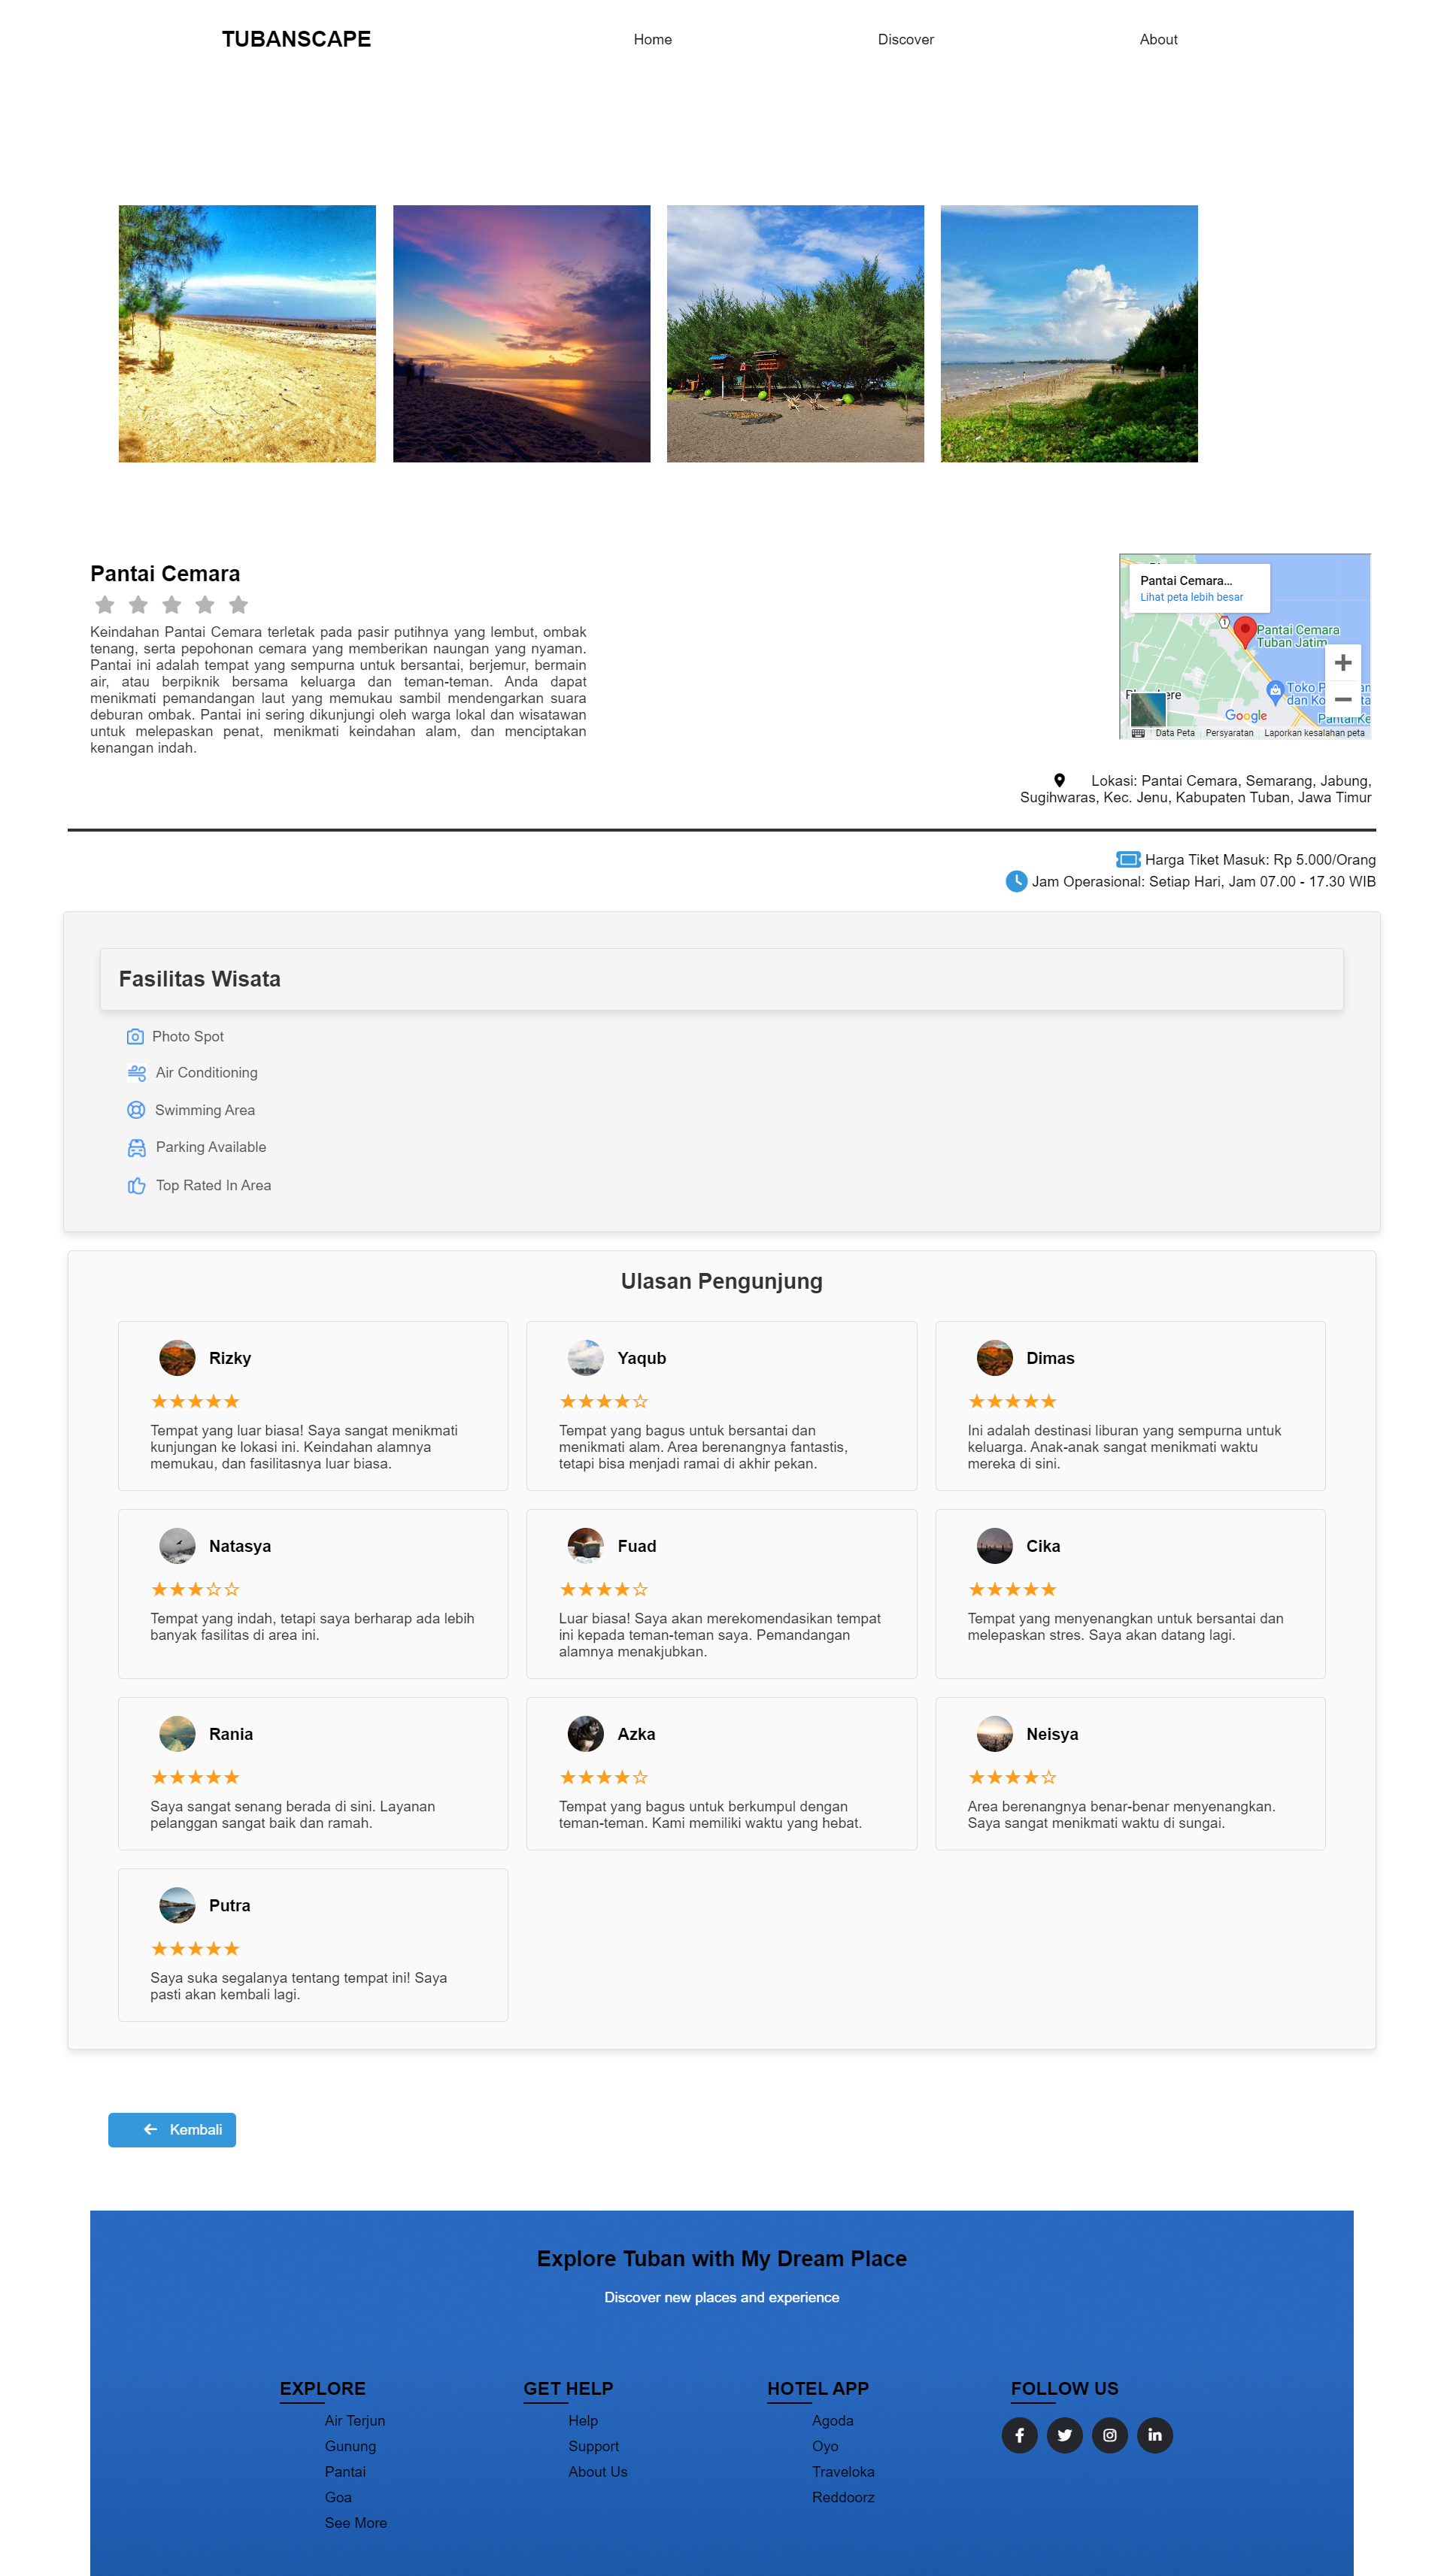 TUBANSCAPE
Home
Discover
About
Pantai Cemara
Keindahan Pantai Cemara terletak pada pasir putihnya yang lembut, ombak
tenang, serta pepohonan cemara yang memberikan naungan yang nyaman.
Pantai ini adalah tempat yang sempurna untuk bersantai, berjemur, bermain
air, atau berpiknik bersama keluarga dan teman-teman. Anda dapat
menikmati pemandangan laut yang memukau sambil mendengarkan suara
deburan ombak. Pantai ini sering dikunjungi oleh warga lokal dan wisatawan
untuk melepaskan penat, menikmati keindahan alam, dan menciptakan
kenangan indah.
Pantai Cemara...
Lihat peta lebih besar
1
Pantai Cemara
Tuban Jatim
Toko
Google
Data Peta
Persyaratan
Laporkan kesalahan peta
Lokasi: Pantai Cemara, Semarang, Jabung,
Sugihwaras, Kec. Jenu, Kabupaten Tuban, Jawa Timur
Harga Tiket Masuk: Rp 5.000/Orang
Jam Operasional: Setiap Hari, Jam 07.00 - 17.30 WIB
Fasilitas Wisata
Photo Spot
Air Conditioning
Swimming Area
Parking Available
Top Rated In Area
Ulasan Pengunjung
Rizky
★★★★★
Tempat yang luar biasa! Saya sangat menikmati
kunjungan ke lokasi ini. Keindahan alamnya
memukau, dan fasilitasnya luar biasa.
Yaqub
★★★★☆
Tempat yang bagus untuk bersantai dan
menikmati alam. Area berenangnya fantastis,
tetapi bisa menjadi ramai di akhir pekan.
Dimas
★★★★★
Ini adalah destinasi liburan yang sempurna untuk
keluarga. Anak-anak sangat menikmati waktu
mereka di sini.
Natasya
★★★☆☆
Tempat yang indah, tetapi saya berharap ada lebih
banyak fasilitas di area ini.
Fuad
★★★★☆
Luar biasa! Saya akan merekomendasikan tempat
ini kepada teman-teman saya. Pemandangan
alamnya menakjubkan.
Cika
★★★★★
Tempat yang menyenangkan untuk bersantai dan
melepaskan stres. Saya akan datang lagi.
Rania
★★★★★
Saya sangat senang berada di sini. Layanan
pelanggan sangat baik dan ramah.
Azka
★★★★☆
Tempat yang bagus untuk berkumpul dengan
teman-teman. Kami memiliki waktu yang hebat.
Neisya
★★★★☆
Area berenangnya benar-benar menyenangkan.
Saya sangat menikmati waktu di sungai.
Putra
★★★★★
Saya suka segalanya tentang tempat ini! Saya
pasti akan kembali lagi.
Kembali
Explore Tuban with My Dream Place
Discover new places and experience
EXPLORE
Air Terjun
Gunung
Pantai
Goa
See More
GET HELP
Help
Support
About Us
HOTEL APP
Agoda
Oyo
Traveloka
Reddoorz
FOLLOW US